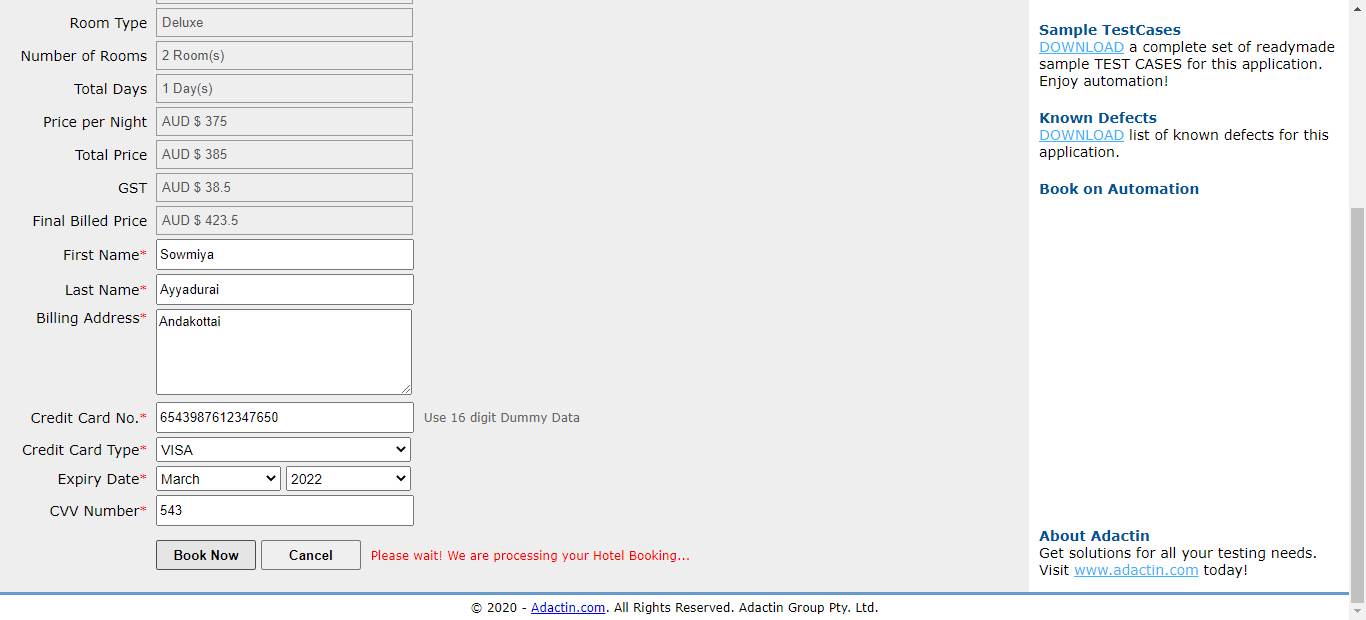 Room Type Deluxe
Number of Rooms 2 Room(s)
Total Days 1 Day(s)
Price per Night AUD $ 375
Total Price AUD $ 385
GST AUD $ 38.5
Final Billed Price AUD $ 423.5
First Name* Sowmiya
Last Name* Ayyadurai
Billing Address* Andakottai
Credit Card No.* 6543987612347650 Use 16 digit Dummy Data
Credit Card Type* VISA
Expiry Date* March 2022
CVV Number* 543
Book Now Cancel Please wait! We are processing your Hotel Booking...
Sample TestCases
DOWNLOAD a complete set of readymade
sample TEST CASES for this application.
Enjoy automation!
Known Defects
DOWNLOAD list of known defects for this
application.
Book on Automation
About Adactin
Get solutions for all your testing needs.
Visit www.adactin.com today!
© 2020 - Adactin.com. All Rights Reserved. Adactin Group Pty. Ltd.